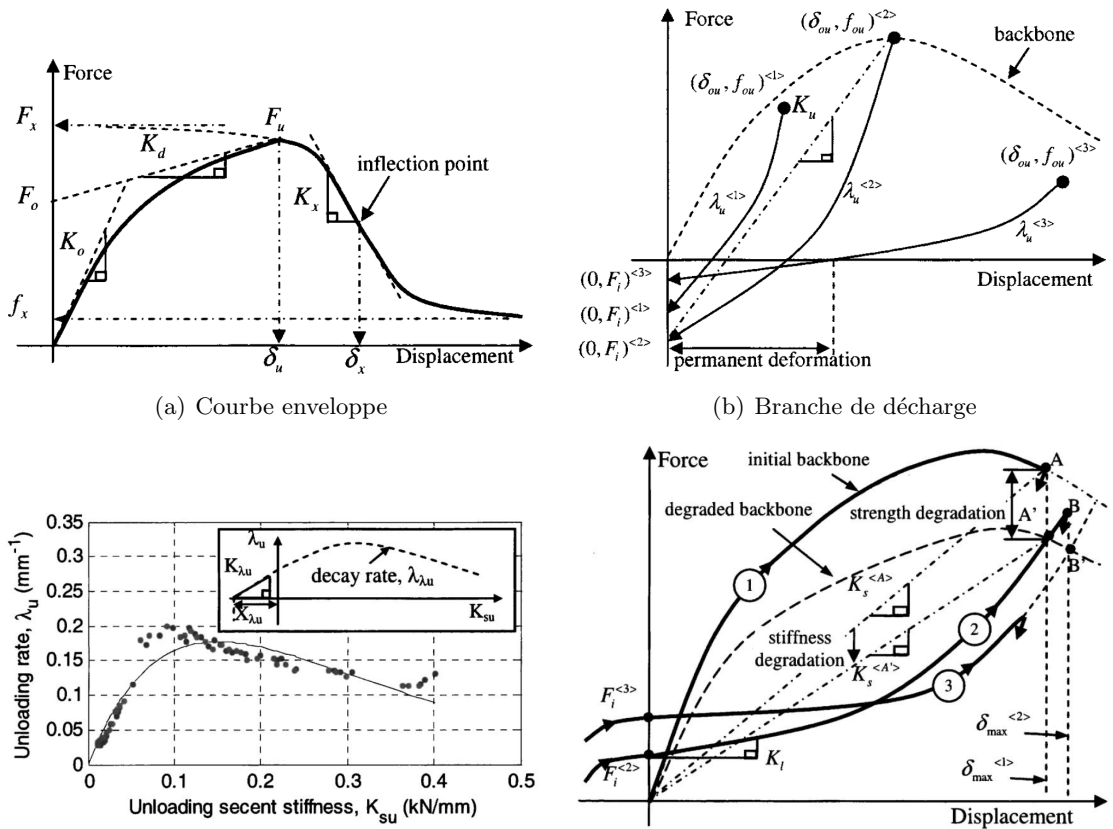 Force
F_x
F_u
K_d
inflection point
F_o
K_x
K_o
f_x
Displacement
δ_u
δ_x
(a) Courbe enveloppe
Force
(δ_ou, f_ou)^<2>
backbone
(δ_ou, f_ou)^<1>
K_u
(δ_ou, f_ou)^<3>
λ_u^<1>
λ_u^<2>
λ_u^<3>
Displacement
(0, F_i)^<3>
(0, F_i)^<1>
(0, F_i)^<2>
permanent deformation
(b) Branche de décharge
0.35
0.3
0.25
0.2
0.15
0.1
0.05
0
Unloading rate, λ_u (mm^-1)
λ_u
K_λu
decay rate, λ_λu
X_λu
K_su
0
0.1
0.2
0.3
0.4
0.5
Unloading secent stiffness, K_su (kN/mm)
Force
initial backbone
A
degraded backbone
strength degradation
A'
B
B'
1
K_s^<A>
2
stiffness
degradation
K_s^<A'>
3
F_i^<3>
F_i^<2>
K_l
δ_max^<2>
δ_max^<1>
Displacement